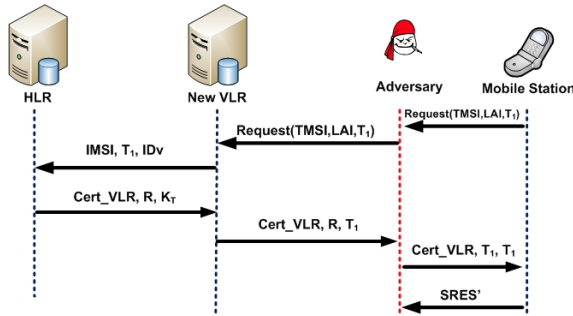 HLR
New VLR
Adversary
Mobile Station
Request(TMSI,LAI,T₁)
Request(TMSI,LAI,T₁)
IMSI, T₁, IDv
Cert_VLR, R, K_T
Cert_VLR, R, T₁
Cert_VLR, T₁, T₁
SRES'